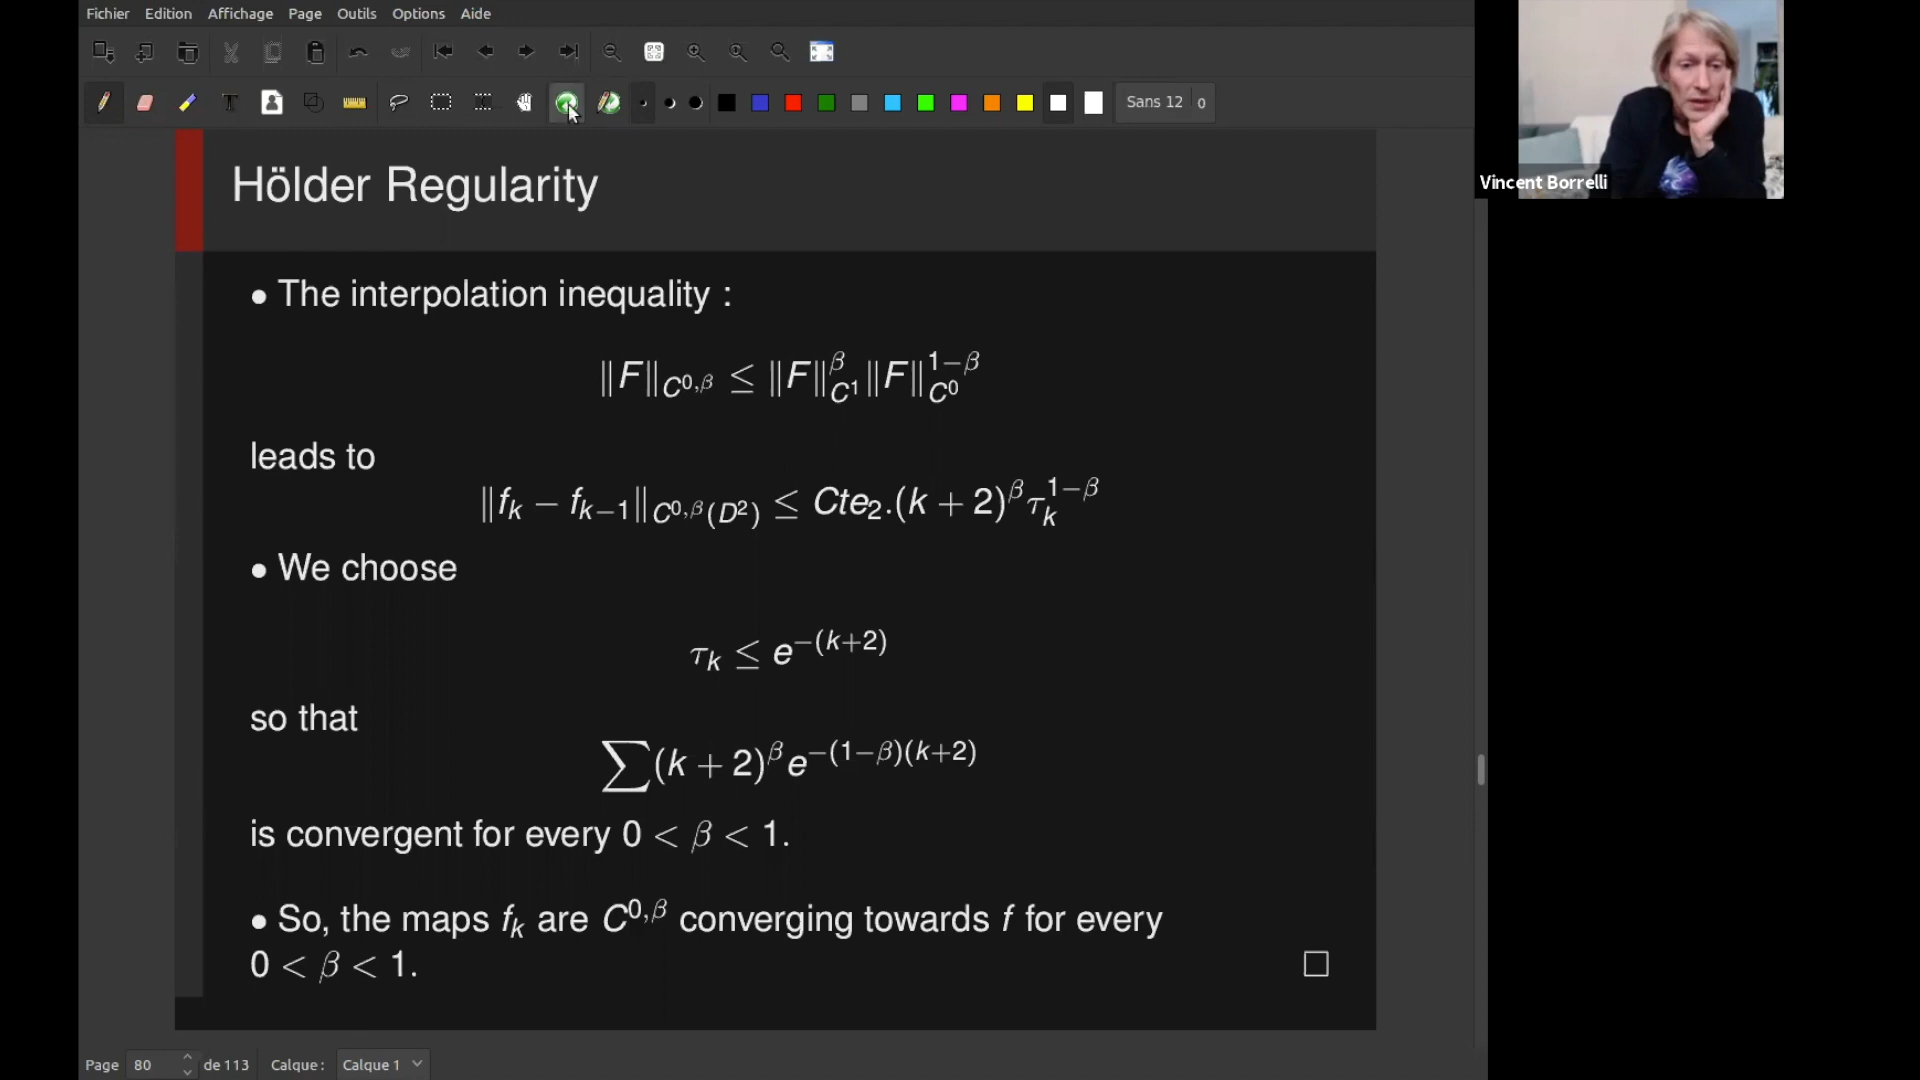 Fichier Edition Affichage Page Outils Options Aide
Sans 12
Vincent Borrelli
Hölder Regularity
• The interpolation inequality :
‖F‖_{C^{0,β}} ≤ ‖F‖^β_{C^1} ‖F‖^{1−β}_{C^0}
leads to
‖f_k − f_{k−1}‖_{C^{0,β}(D^2)} ≤ Cte_2.(k + 2)^β τ_k^{1−β}
• We choose
τ_k ≤ e^{−(k+2)}
so that
∑(k + 2)^β e^{−(1−β)(k+2)}
is convergent for every 0 < β < 1.
• So, the maps f_k are C^{0,β} converging towards f for every
0 < β < 1. □
Page 80 de 113 Calque : Calque 1